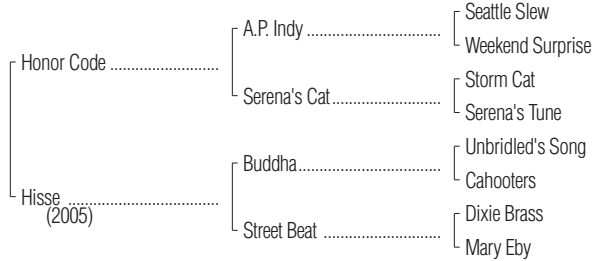 Seattle Slew
A.P. Indy ................................
Weekend Surprise
Honor Code ..........................
Storm Cat
Serena's Cat..........................
Serena's Tune
Unbridled's Song
Buddha..................................
Cahooters
Hisse ....................................
(2005)
Dixie Brass
Street Beat ............................
Mary Eby